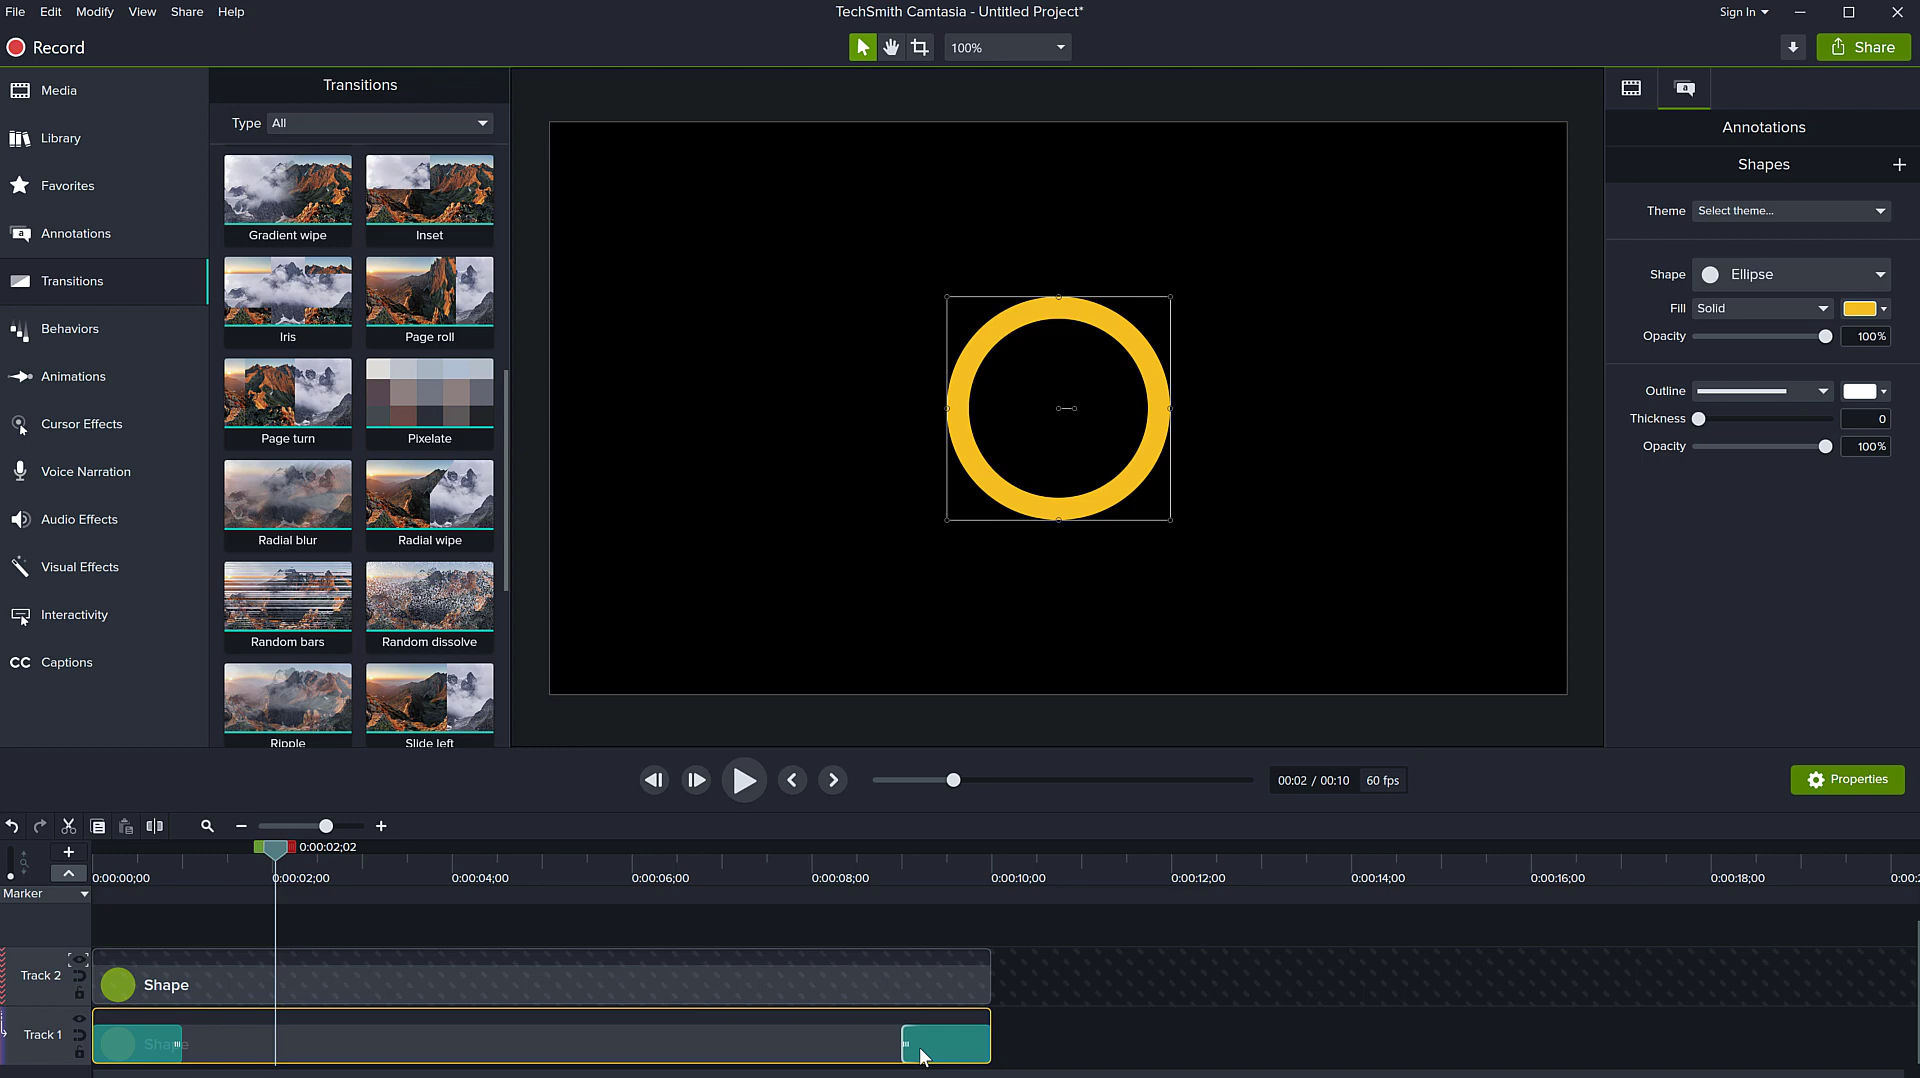 File Edit Modify View Share Help
TechSmith Camtasia - Untitled Project*
Sign In
Record
100%
Share
Media
Library
Favorites
Annotations
Transitions
Behaviors
Animations
Cursor Effects
Voice Narration
Audio Effects
Visual Effects
Interactivity
CC Captions
Transitions
Type All
Gradient wipe Inset
Iris Page roll
Page turn Pixelate
Radial blur Radial wipe
Random bars Random dissolve
Ripple Slide left
a
Annotations
Shapes
Theme Select theme...
Shape Ellipse
Fill Solid
Opacity 100%
Outline
Thickness 0
Opacity 100%
00:02 / 00:10 60 fps
Properties
0:00:02;02
0:00:00;00 0:00:02;00 0:00:04;00 0:00:06;00 0:00:08;00 0:00:10;00 0:00:12;00 0:00:14;00 0:00:16;00 0:00:18;00 0:00:
Marker
Track 2
Shape
Track 1
Shape